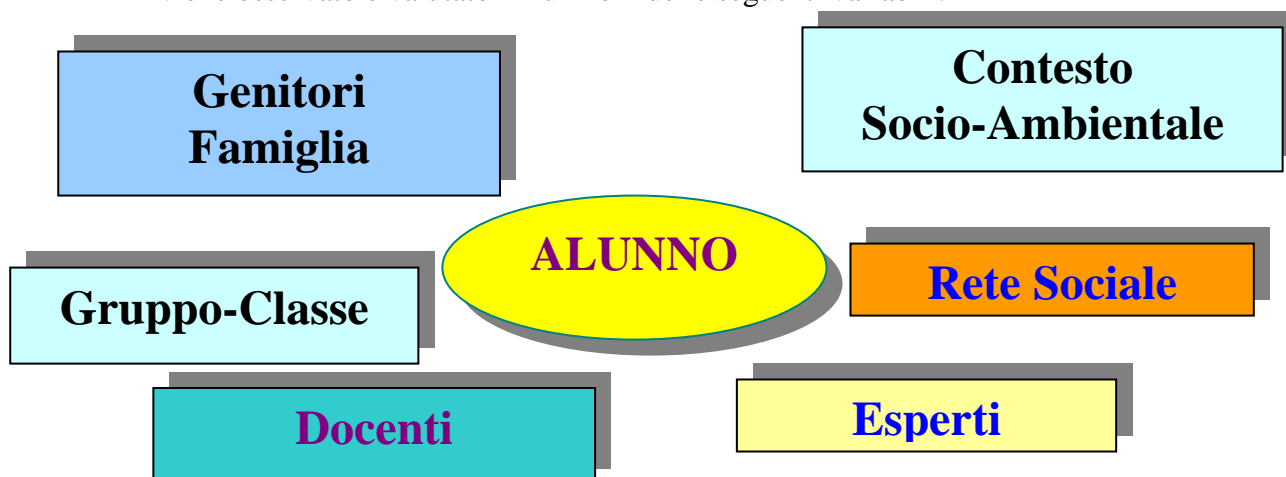 Genitori
Famiglia
Contesto
Socio-Ambientale
ALUNNO
Rete Sociale
Gruppo-Classe
Docenti
Esperti